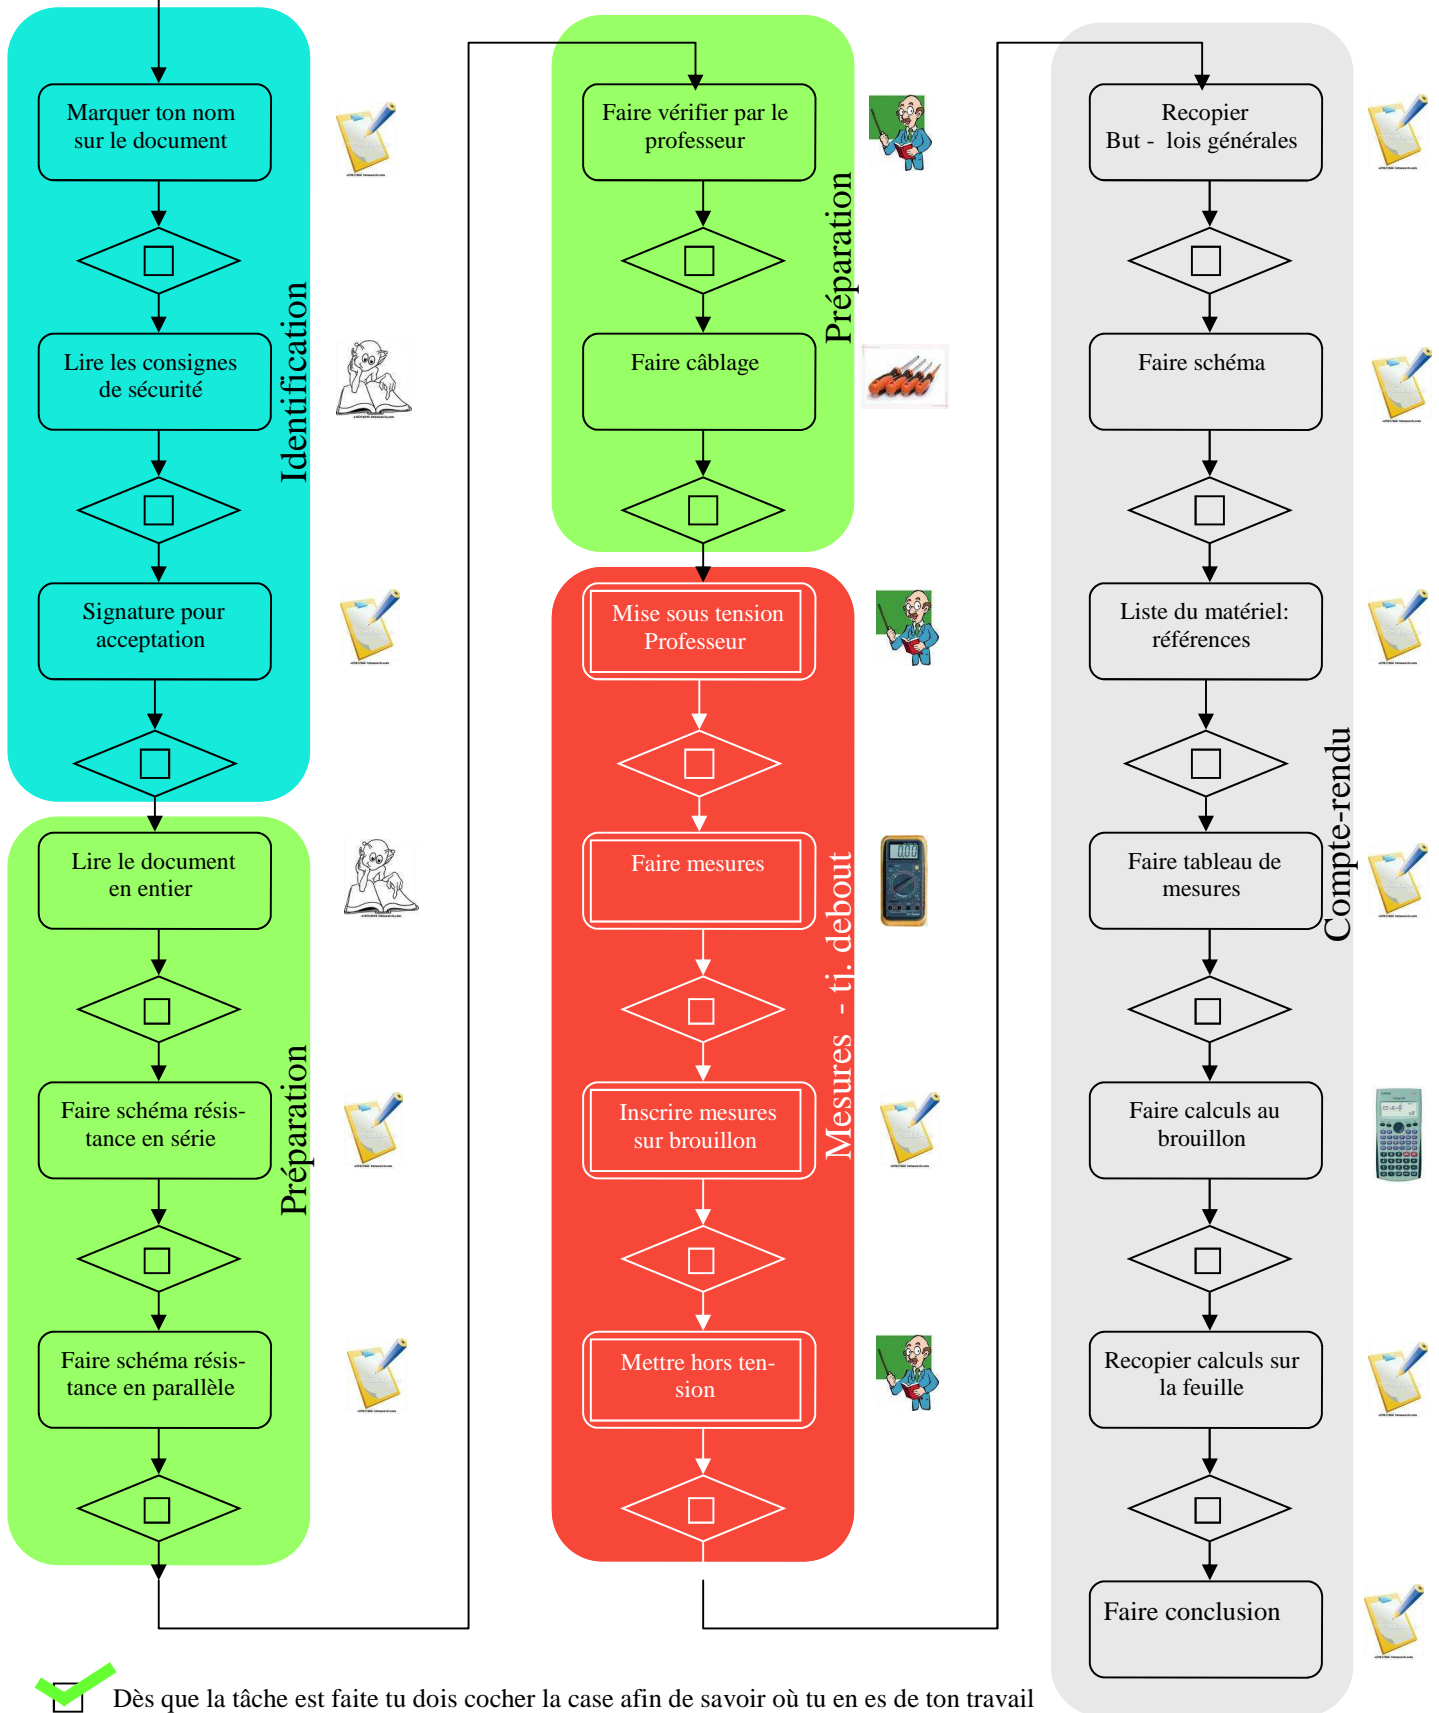 Marquer ton nom
sur le document
Lire les consignes
de sécurité
Signature pour
acceptation
Identification
Lire le document
en entier
Faire schéma résis-
tance en série
Faire schéma résis-
tance en parallèle
Préparation
Faire vérifier par le
professeur
Faire câblage
Préparation
Mise sous tension
Professeur
Faire mesures
0.00
Inscrire mesures
sur brouillon
Mettre hors ten-
sion
Mesures - tj. debout
Recopier
But - lois générales
Faire schéma
Liste du matériel:
références
Faire tableau de
mesures
Faire calculs au
brouillon
Recopier calculs sur
la feuille
Faire conclusion
Compte-rendu
Dès que la tâche est faite tu dois cocher la case afin de savoir où tu en es de ton travail